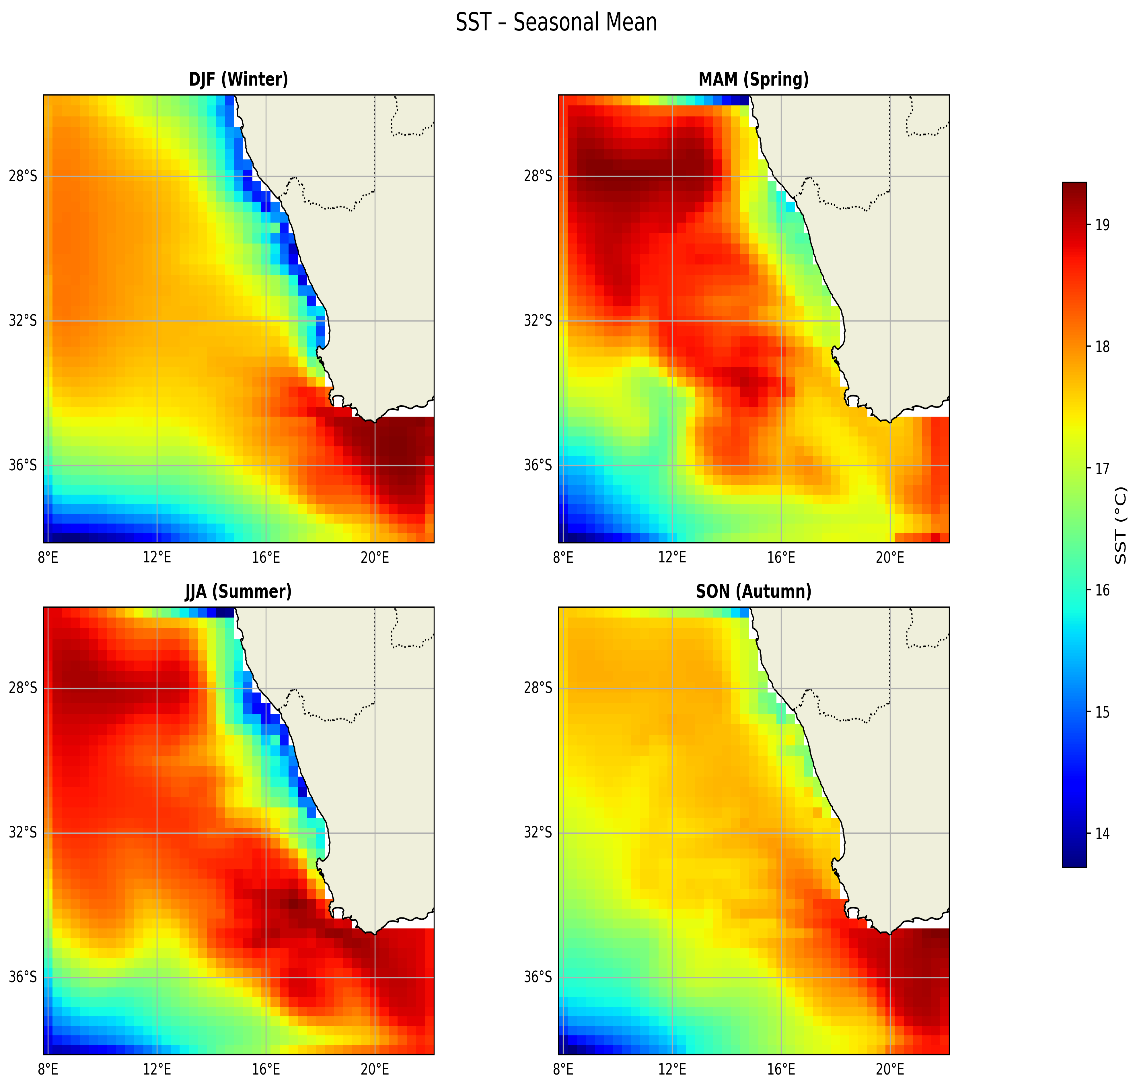 SST – Seasonal Mean
DJF (Winter)
MAM (Spring)
28°S
32°S
36°S
8°E 12°E 16°E 20°E
28°S
32°S
36°S
8°E 12°E 16°E 20°E
JJA (Summer)
SON (Autumn)
28°S
32°S
36°S
8°E 12°E 16°E 20°E
28°S
32°S
36°S
8°E 12°E 16°E 20°E
19
18
17
16
15
14
SST (°C)